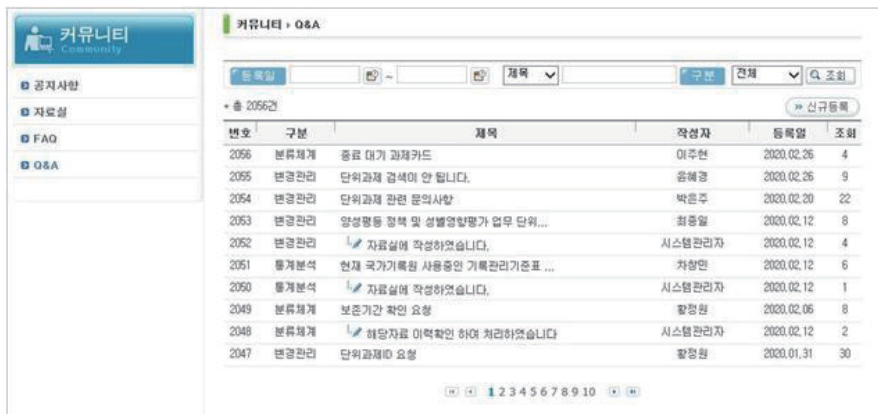 커뮤니티
Community
공지사항
자료실
FAQ
Q&A
커뮤니티 › Q&A
등록일 ~ 제목 구분 전체 조회
총 2056건 » 신규등록
번호 구분 제목 작성자 등록일 조회
2056 분류체계 종료 대기 과제카드 이주현 2020.02.26 4
2055 변경관리 단위과제 검색이 안 됩니다. 음혜경 2020.02.26 9
2054 변경관리 단위과제 관련 문의사항 박은주 2020.02.20 22
2053 변경관리 양성평등 정책 및 성별영향평가 업무 단위... 최종일 2020.02.12 8
2052 변경관리 자료실에 작성하였습니다. 시스템관리자 2020.02.12 4
2051 통계분석 현재 국가기록원 사용중인 기록관리기준표 ... 차창민 2020.02.12 6
2050 통계분석 자료실에 작성하였습니다. 시스템관리자 2020.02.12 1
2049 분류체계 보존기간 확인 요청 황정원 2020.02.06 8
2048 분류체계 해당자료 이력확인 하여 처리하였습니다 시스템관리자 2020.02.12 2
2047 변경관리 단위과제ID 요청 황정원 2020.01.31 30
1 2 3 4 5 6 7 8 9 10